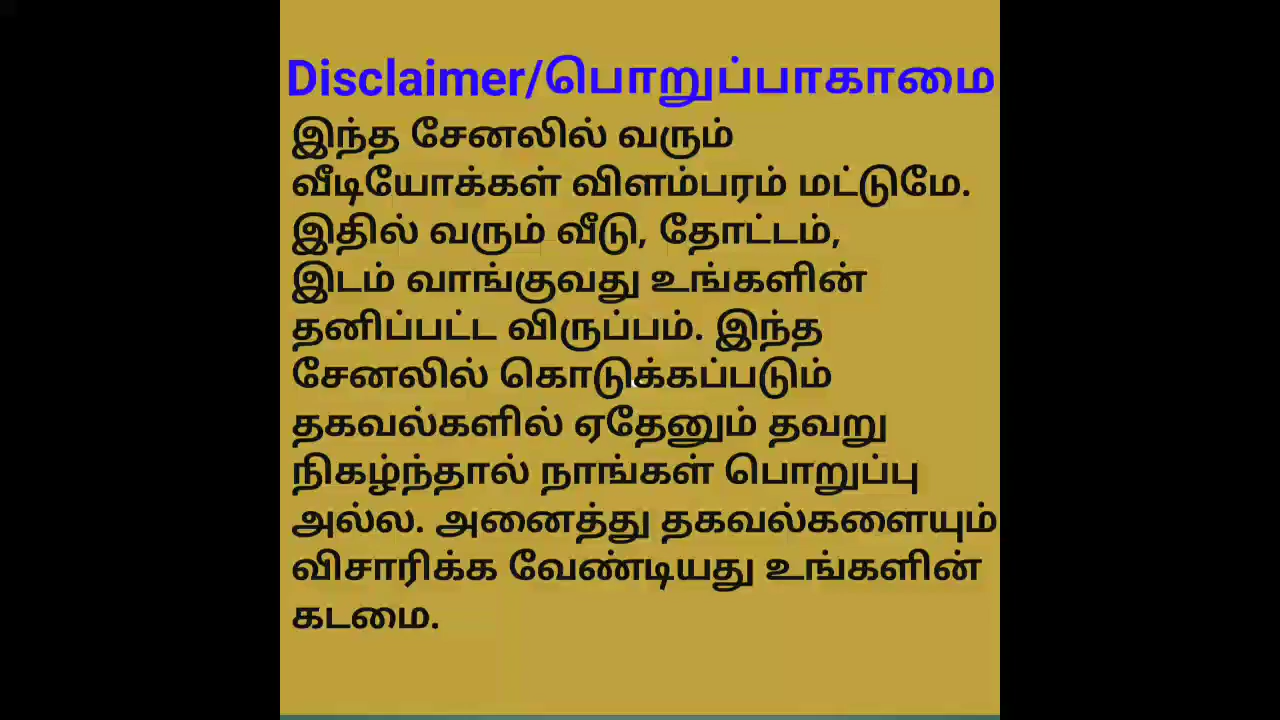 Disclaimer/பொறுப்பாகாமை
இந்த சேனலில் வரும்
வீடியோக்கள் விளம்பரம் மட்டுமே.
இதில் வரும் வீடு, தோட்டம்,
இடம் வாங்குவது உங்களின்
தனிப்பட்ட விருப்பம். இந்த
சேனலில் கொடுக்கப்படும்
தகவல்களில் ஏதேனும் தவறு
நிகழ்ந்தால் நாங்கள் பொறுப்பு
அல்ல. அனைத்து தகவல்களையும்
விசாரிக்க வேண்டியது உங்களின்
கடமை.